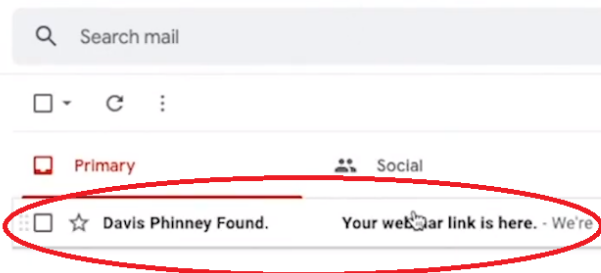 Search mail
Primary Social
Davis Phinney Found. Your webinar link is here. - We're